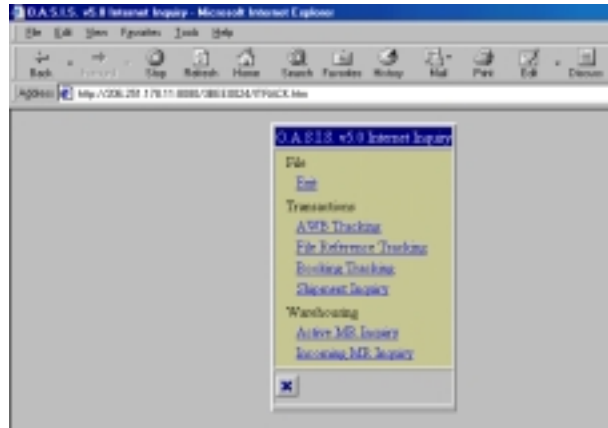 O.A.S.I.S. v5.0 Internet Inquiry - Microsoft Internet Explorer
File Edit View Favorites Tools Help
Back Forward Stop Refresh Home Search Favorites History Mail Print Edit Discuss
Address
O.A.S.I.S. v5.0 Internet Inquiry
File
Exit
Transactions
AWB Tracking
File Reference Tracking
Booking Tracking
Shipment Inquiry
Warehousing
Active MR Inquiry
Incoming MR Inquiry